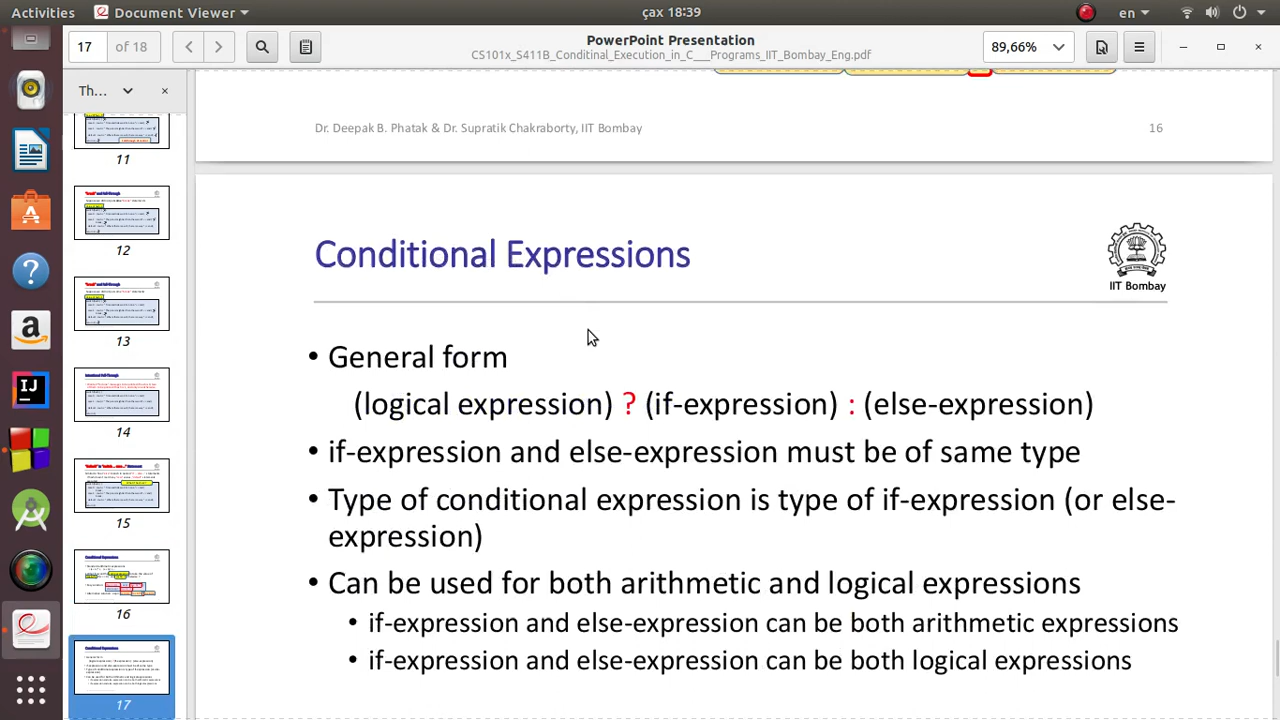 Activities Document Viewer çax 18:39 en
17 of 18 PowerPoint Presentation 89,66%
CS101x_S411B_Conditinal_Execution_in_C___Programs_IIT_Bombay_Eng.pdf
Th...
11
12
13
14
15
16
17
Dr. Deepak B. Phatak & Dr. Supratik Chakraborty, IIT Bombay 16
Conditional Expressions
IIT Bombay
• General form
(logical expression) ? (if-expression) : (else-expression)
• if-expression and else-expression must be of same type
• Type of conditional expression is type of if-expression (or else-
expression)
• Can be used for both arithmetic and logical expressions
• if-expression and else-expression can be both arithmetic expressions
• if-expression and else-expression can be both logical expressions